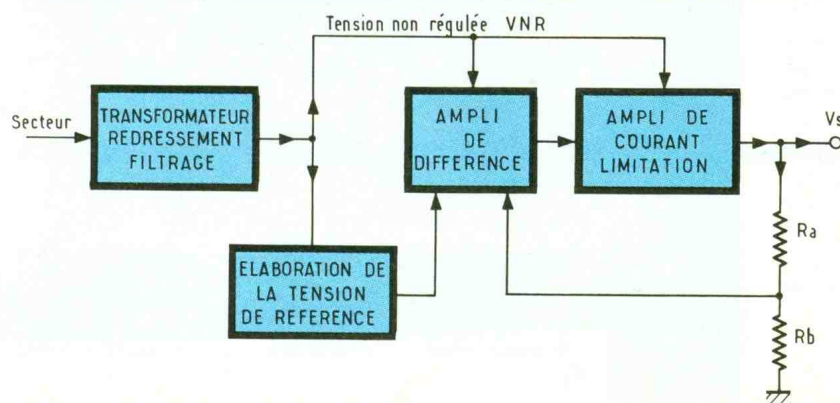 Tension non régulée VNR
Secteur
TRANSFORMATEUR
REDRESSEMENT
FILTRAGE
AMPLI
DE
DIFFERENCE
AMPLI DE
COURANT
LIMITATION
Vs
Ra
ELABORATION DE
LA TENSION
DE REFERENCE
Rb